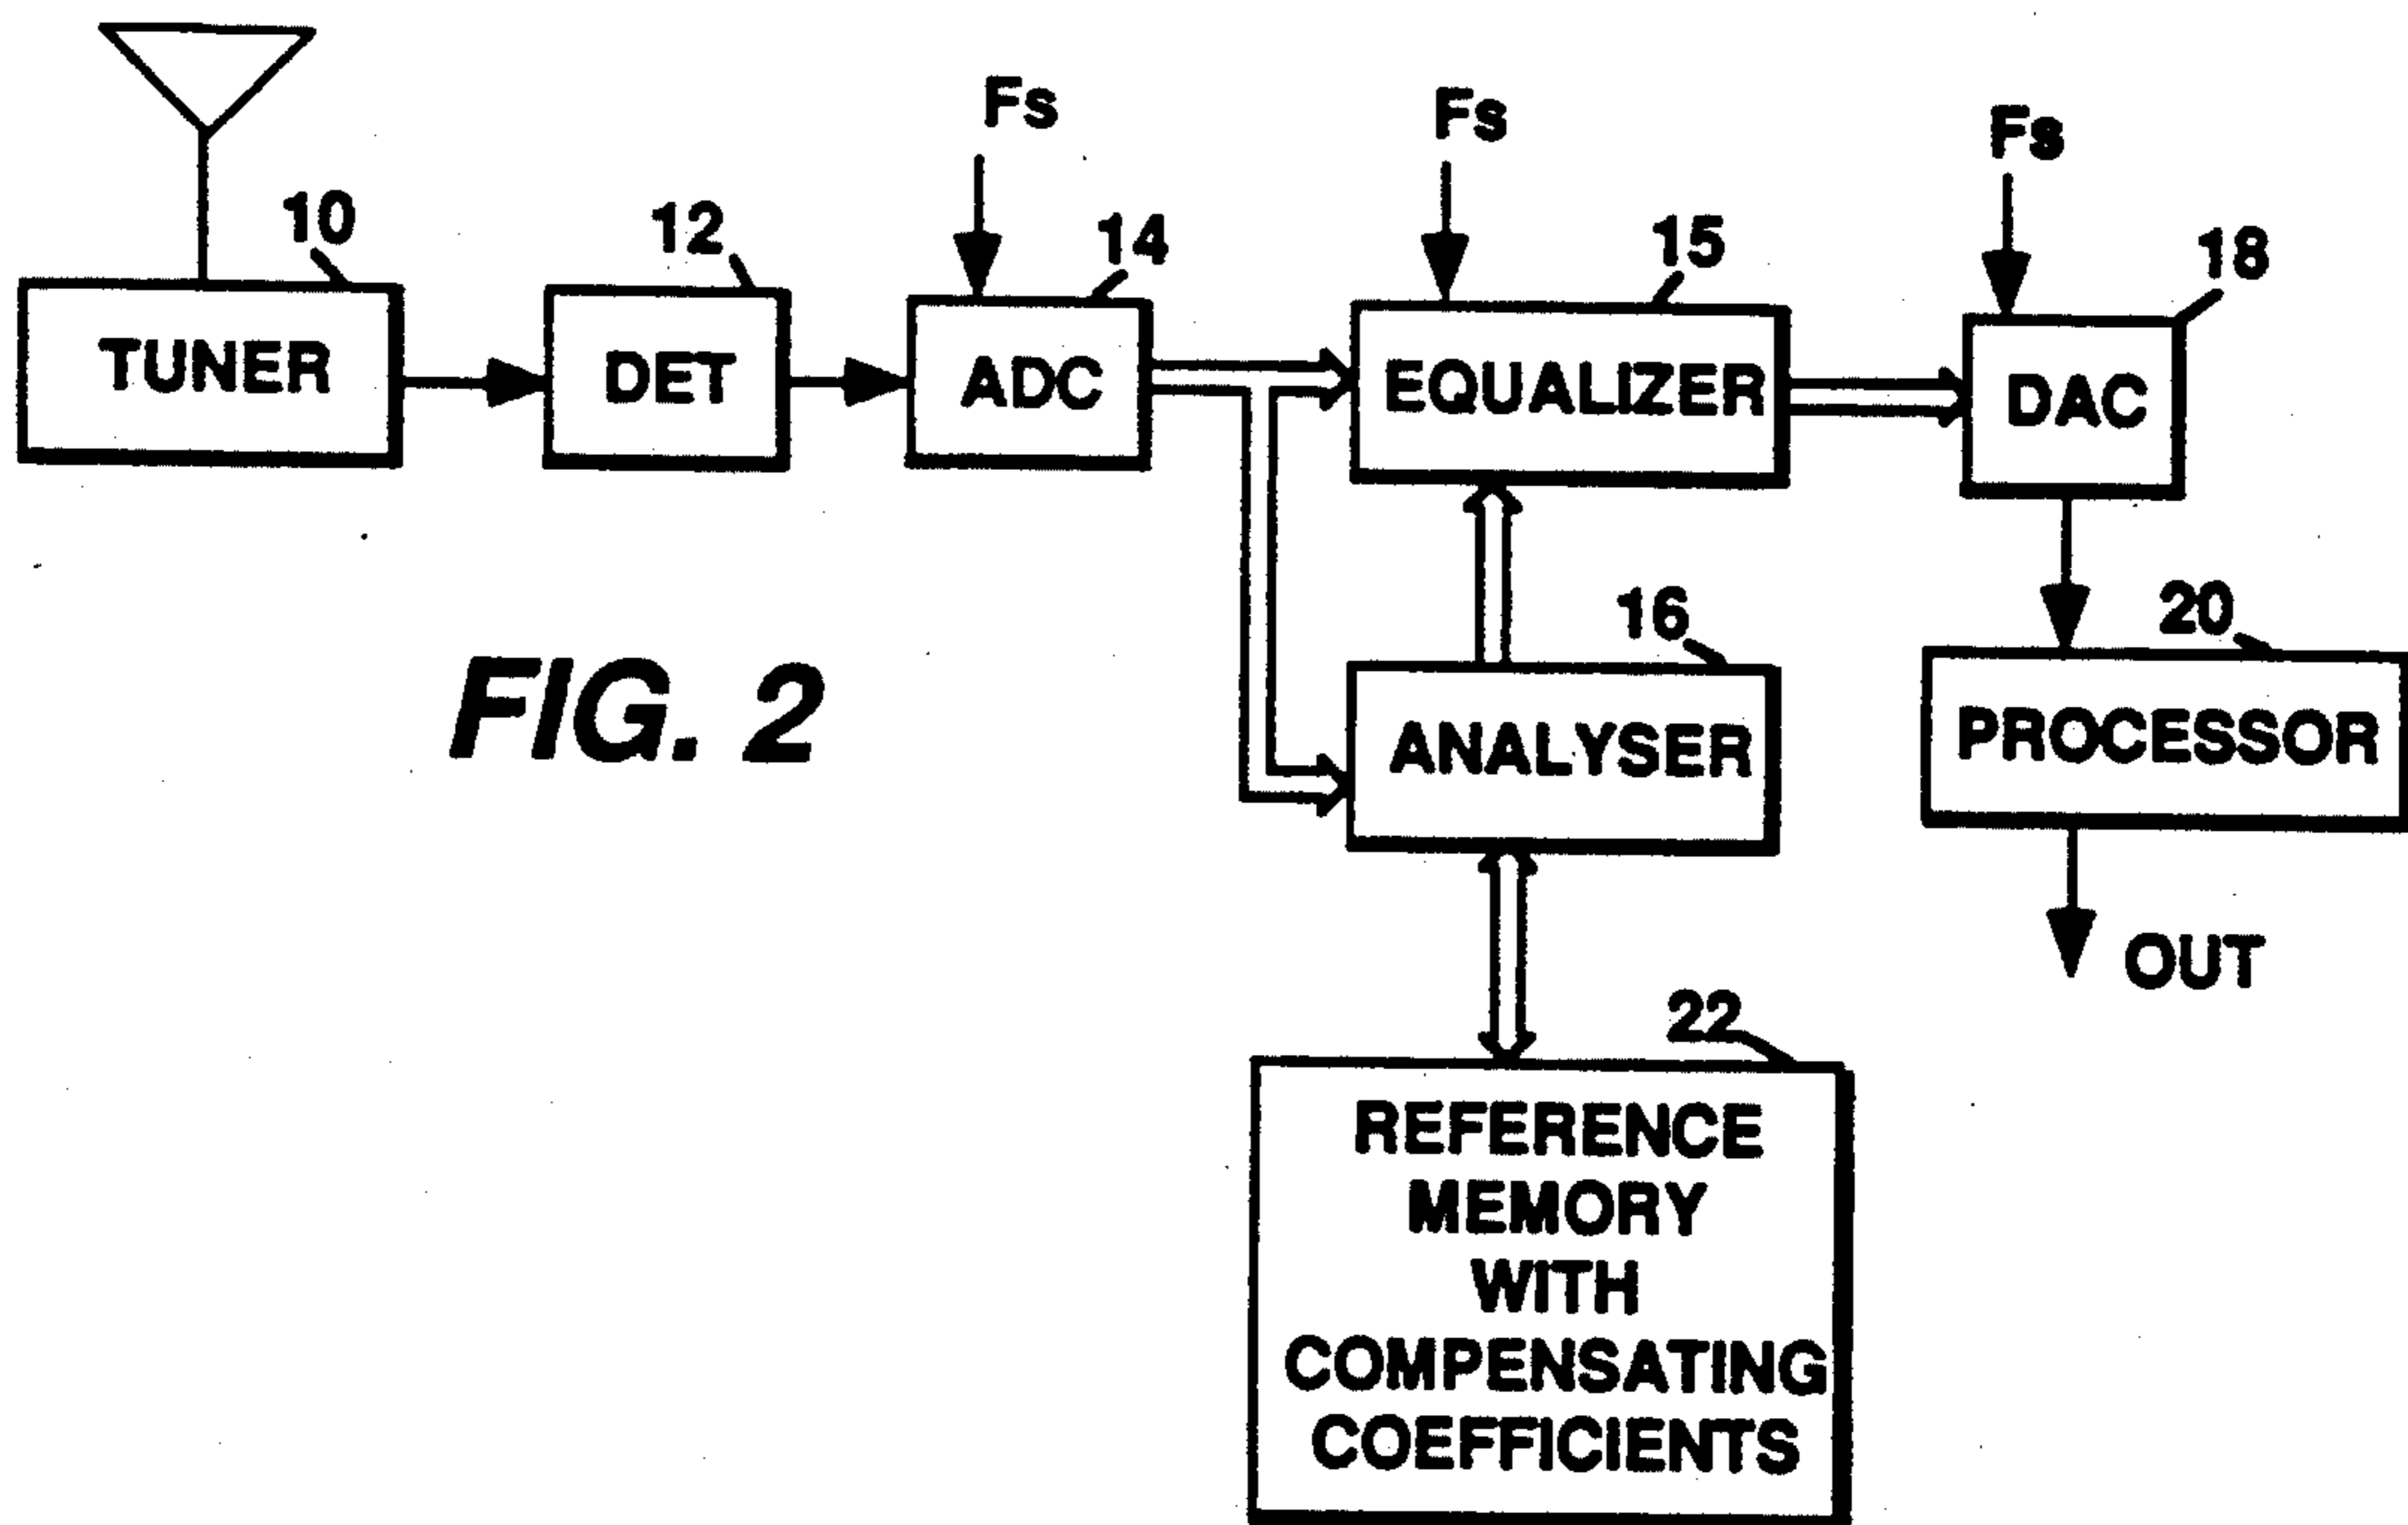 Fs
Fs
Fs
10
12
14
15
18
TUNER
DET
ADC
EQUALIZER
DAC
16
20
FIG. 2
ANALYSER
PROCESSOR
OUT
22
REFERENCE
MEMORY
WITH
COMPENSATING
COEFFICIENTS